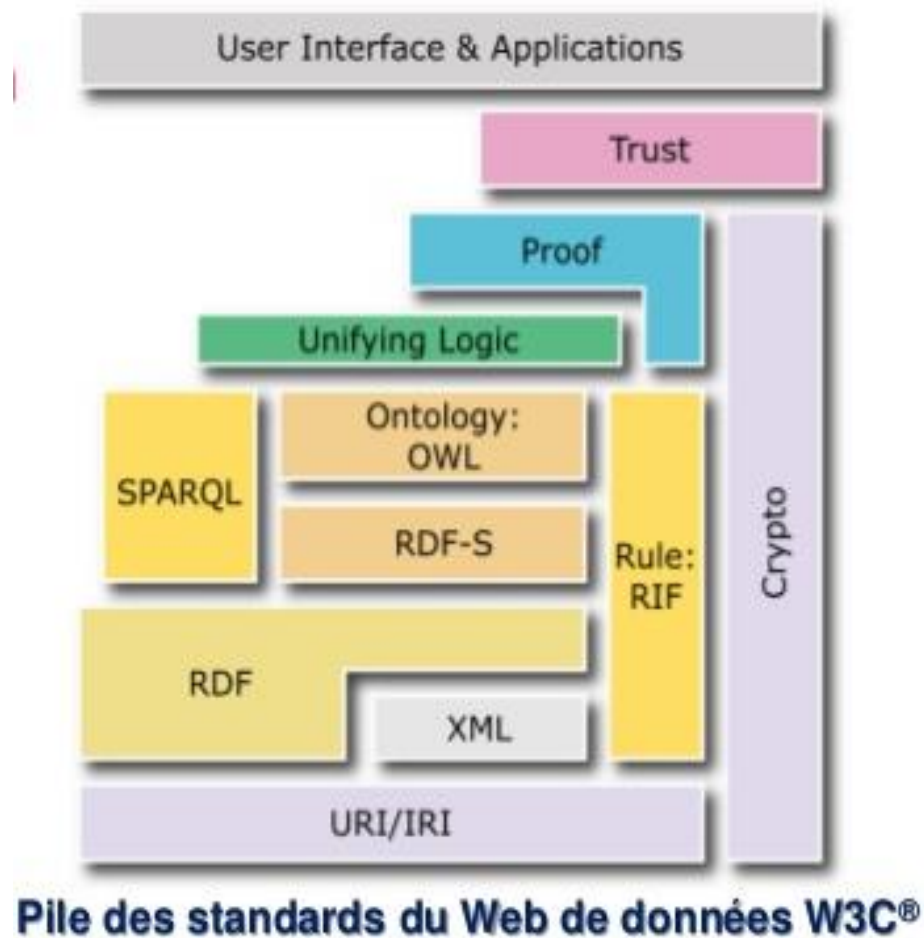 User Interface & Applications
Trust
Proof
Unifying Logic
Ontology:
OWL
SPARQL
RDF-S
Rule:
RIF
Crypto
RDF
XML
URI/IRI
Pile des standards du Web de données W3C®